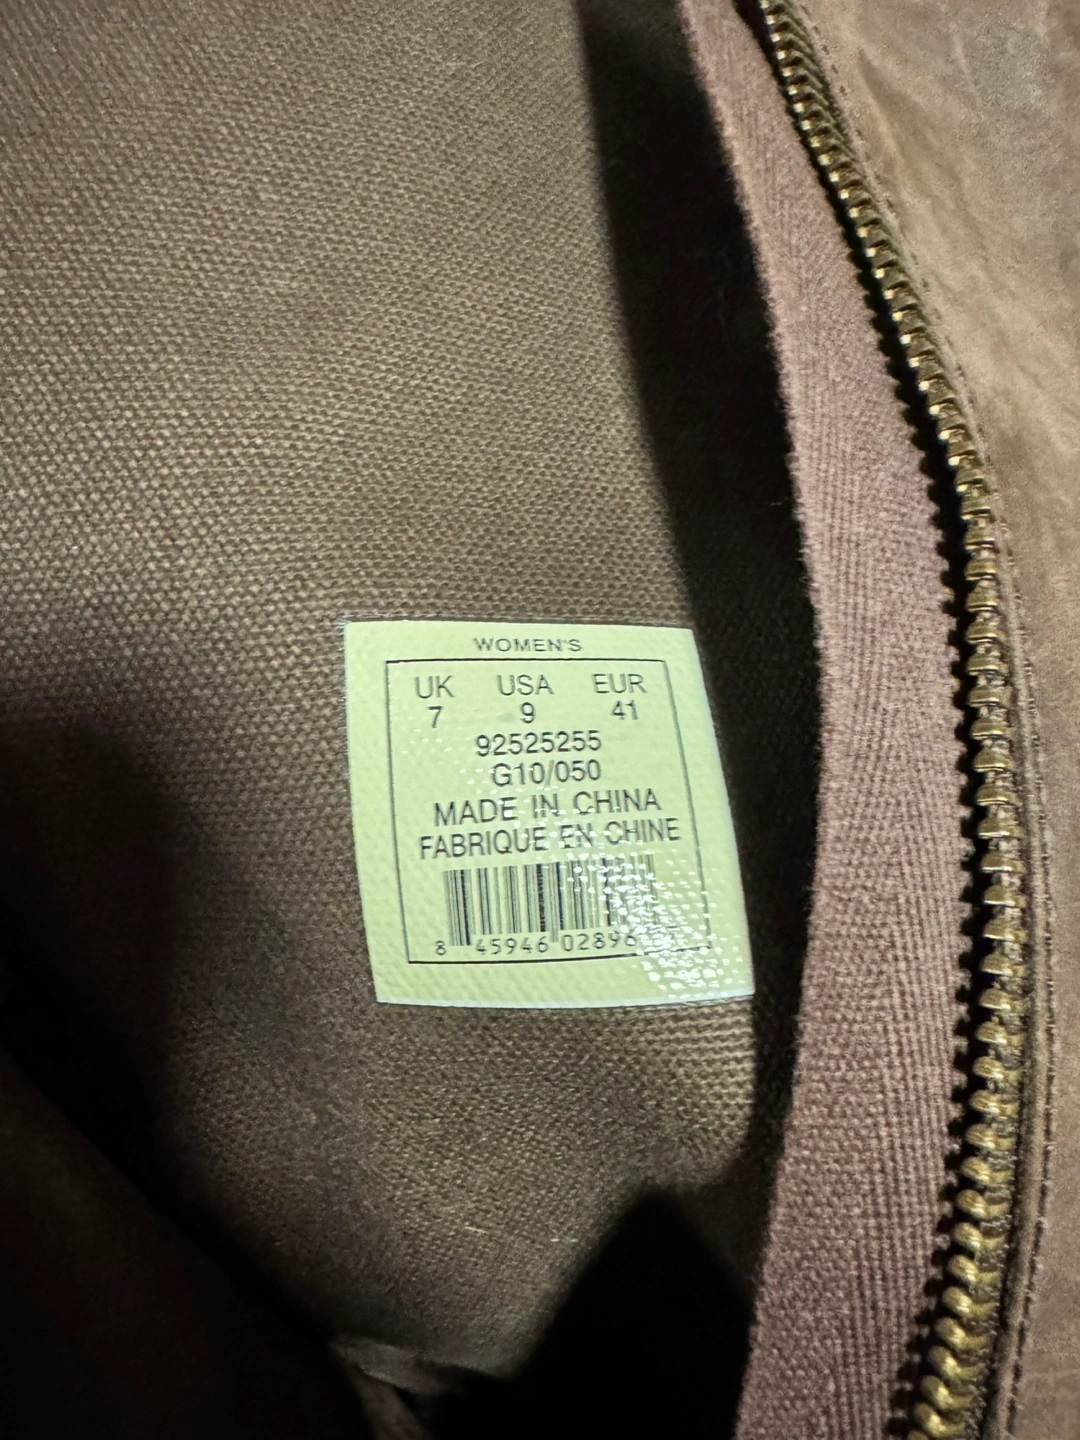 WOMEN'S
UK USA EUR
7 9 41
92525255
G10/050
MADE IN CHINA
FABRIQUE EN CHINE
8 45946 02896